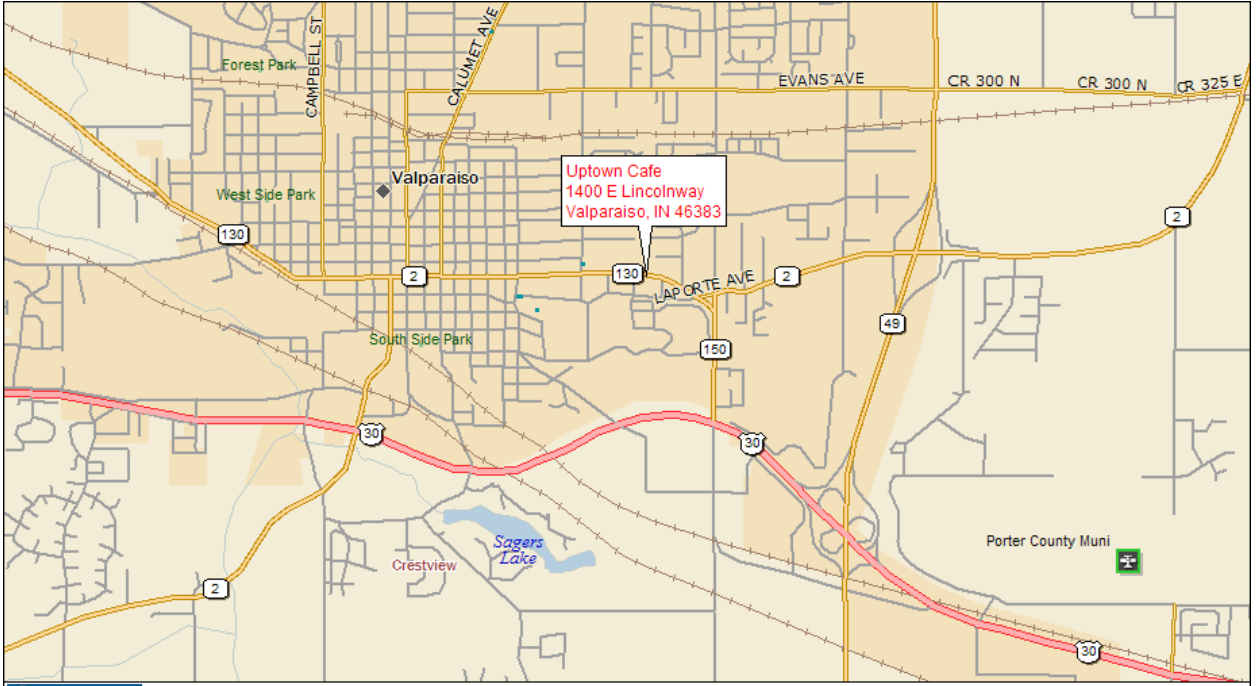 CAMPBELL ST
CALUMET AVE
Forest Park
EVANS AVE
CR 300 N
CR 300 N
CR 325 E
Uptown Cafe
1400 E Lincolnway
Valparaiso, IN 46383
Valparaiso
West Side Park
2
130
2
130
LAPORTE AVE
2
49
South Side Park
150
30
30
Sagers
Lake
Crestview
Porter County Muni
2
30